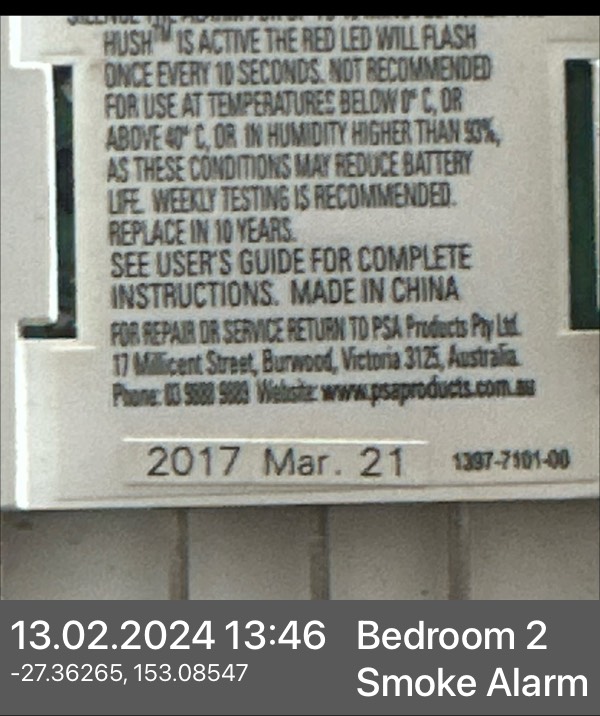 HUSH™ IS ACTIVE THE RED LED WILL FLASH
ONCE EVERY 10 SECONDS. NOT RECOMMENDED
FOR USE AT TEMPERATURES BELOW 0° C, OR
ABOVE 40° C, OR IN HUMIDITY HIGHER THAN 93%,
AS THESE CONDITIONS MAY REDUCE BATTERY
LIFE. WEEKLY TESTING IS RECOMMENDED.
REPLACE IN 10 YEARS.
SEE USER'S GUIDE FOR COMPLETE
INSTRUCTIONS. MADE IN CHINA
FOR REPAIR OR SERVICE RETURN TO PSA Products Pty Ltd.
17 Millicent Street, Burwood, Victoria 3125, Australia.
Phone: 03 Website: www.psaproducts.com.au
2017 Mar. 21 1397-7101-00
13.02.2024 13:46 Bedroom 2
-27.36265, 153.08547 Smoke Alarm